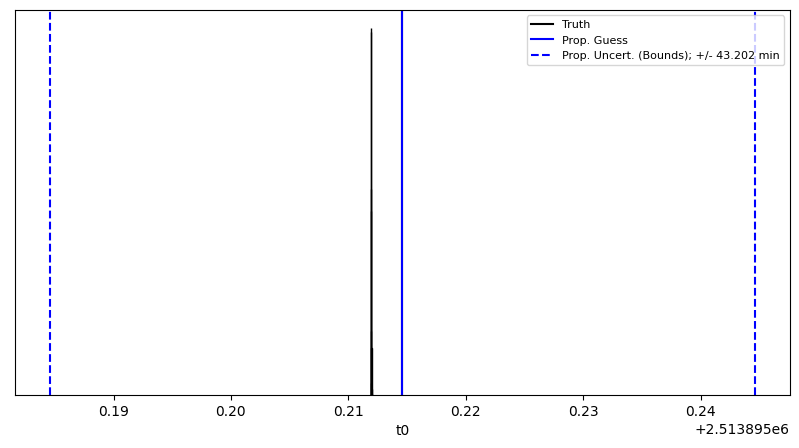 Truth
Prop. Guess
Prop. Uncert. (Bounds); +/- 43.202 min
0.19 0.20 0.21 0.22 0.23 0.24
t0
+2.513895e6